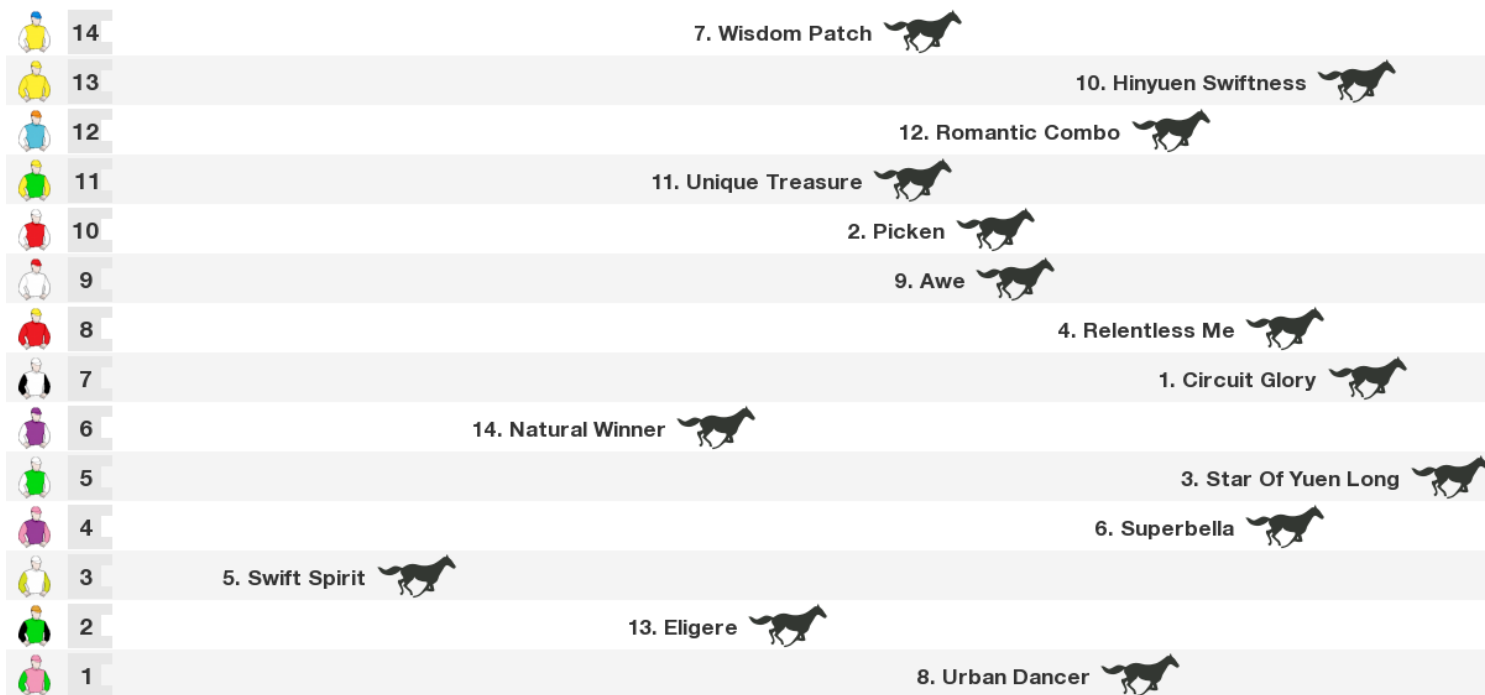 14 7. Wisdom Patch
13 10. Hinyuen Swiftness
12 12. Romantic Combo
11 11. Unique Treasure
10 2. Picken
9 9. Awe
8 4. Relentless Me
7 1. Circuit Glory
6 14. Natural Winner
5 3. Star Of Yuen Long
4 6. Superbella
3 5. Swift Spirit
2 13. Eligere
1 8. Urban Dancer